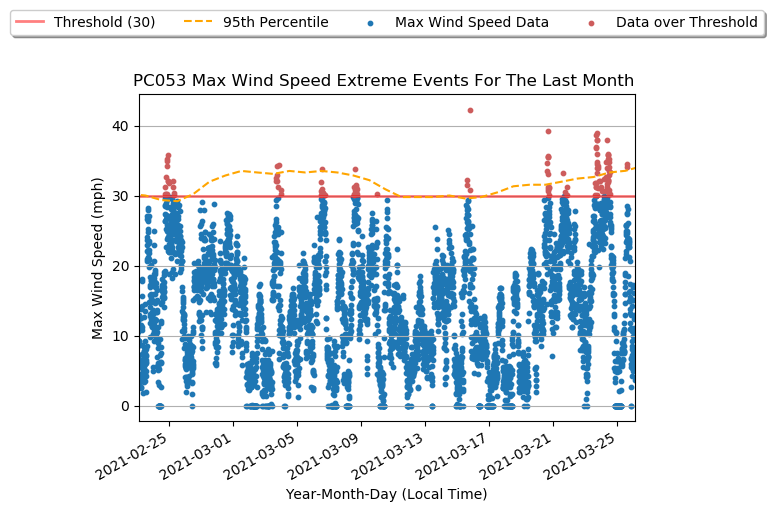 Threshold (30) 95th Percentile Max Wind Speed Data Data over Threshold
PC053 Max Wind Speed Extreme Events For The Last Month
Max Wind Speed (mph)
40
30
20
10
0
2021-02-25 2021-03-01 2021-03-05 2021-03-09 2021-03-13 2021-03-17 2021-03-21 2021-03-25
Year-Month-Day (Local Time)